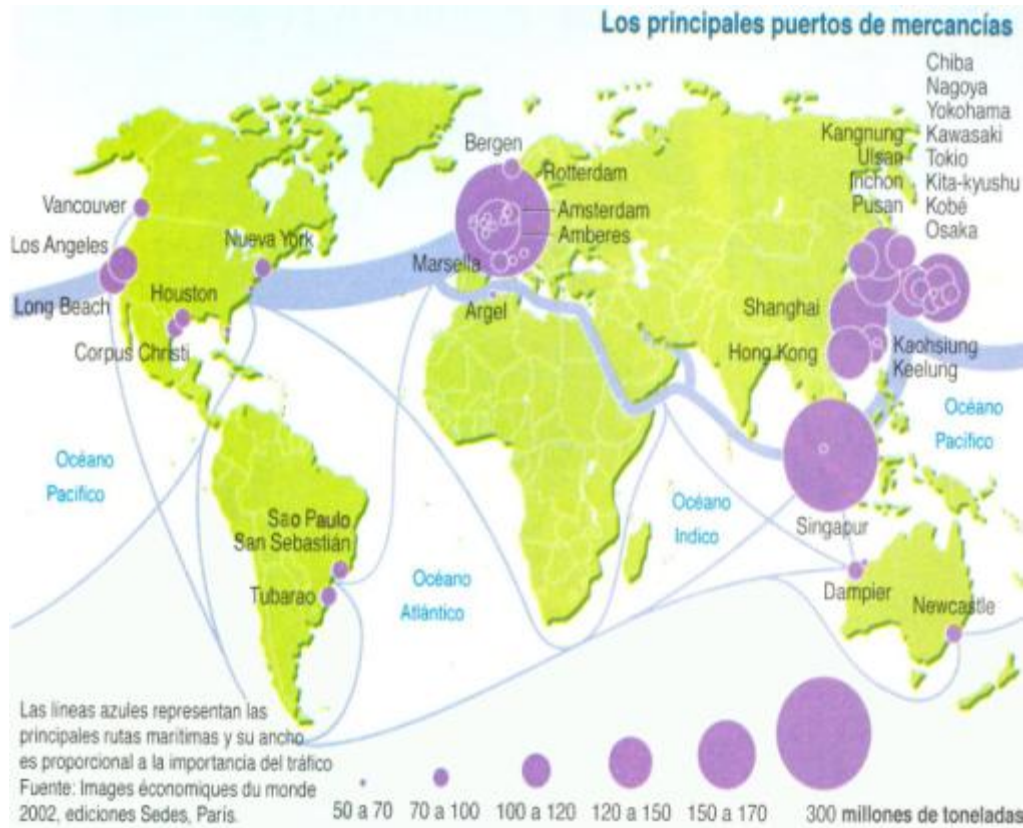 Los principales puertos de mercancías
Chiba
Nagoya
Yokohama
Kangnung Kawasaki
Ulsan Tokio
Inchon Kita-kyushu
Pusan Kobé
Osaka
Bergen
Rotterdam
Amsterdam
Amberes
Vancouver
Los Angeles
Nueva York
Marsella
Long Beach
Houston
Argel
Shanghai
Corpus Christi
Hong Kong
Kaohsiung
Keelung
Océano
Pacífico
Océano
Pacífico
Océano
Indico
Singapur
Sao Paulo
San Sebastián
Tubarao
Océano
Atlántico
Dampier
Newcastle
Las líneas azules representan las
principales rutas marítimas y su ancho
es proporcional a la importancia del tráfico
Fuente: Images économiques du monde
2002, ediciones Sedes, París.
50 a 70 70 a 100 100 a 120 120 a 150 150 a 170 300 millones de toneladas